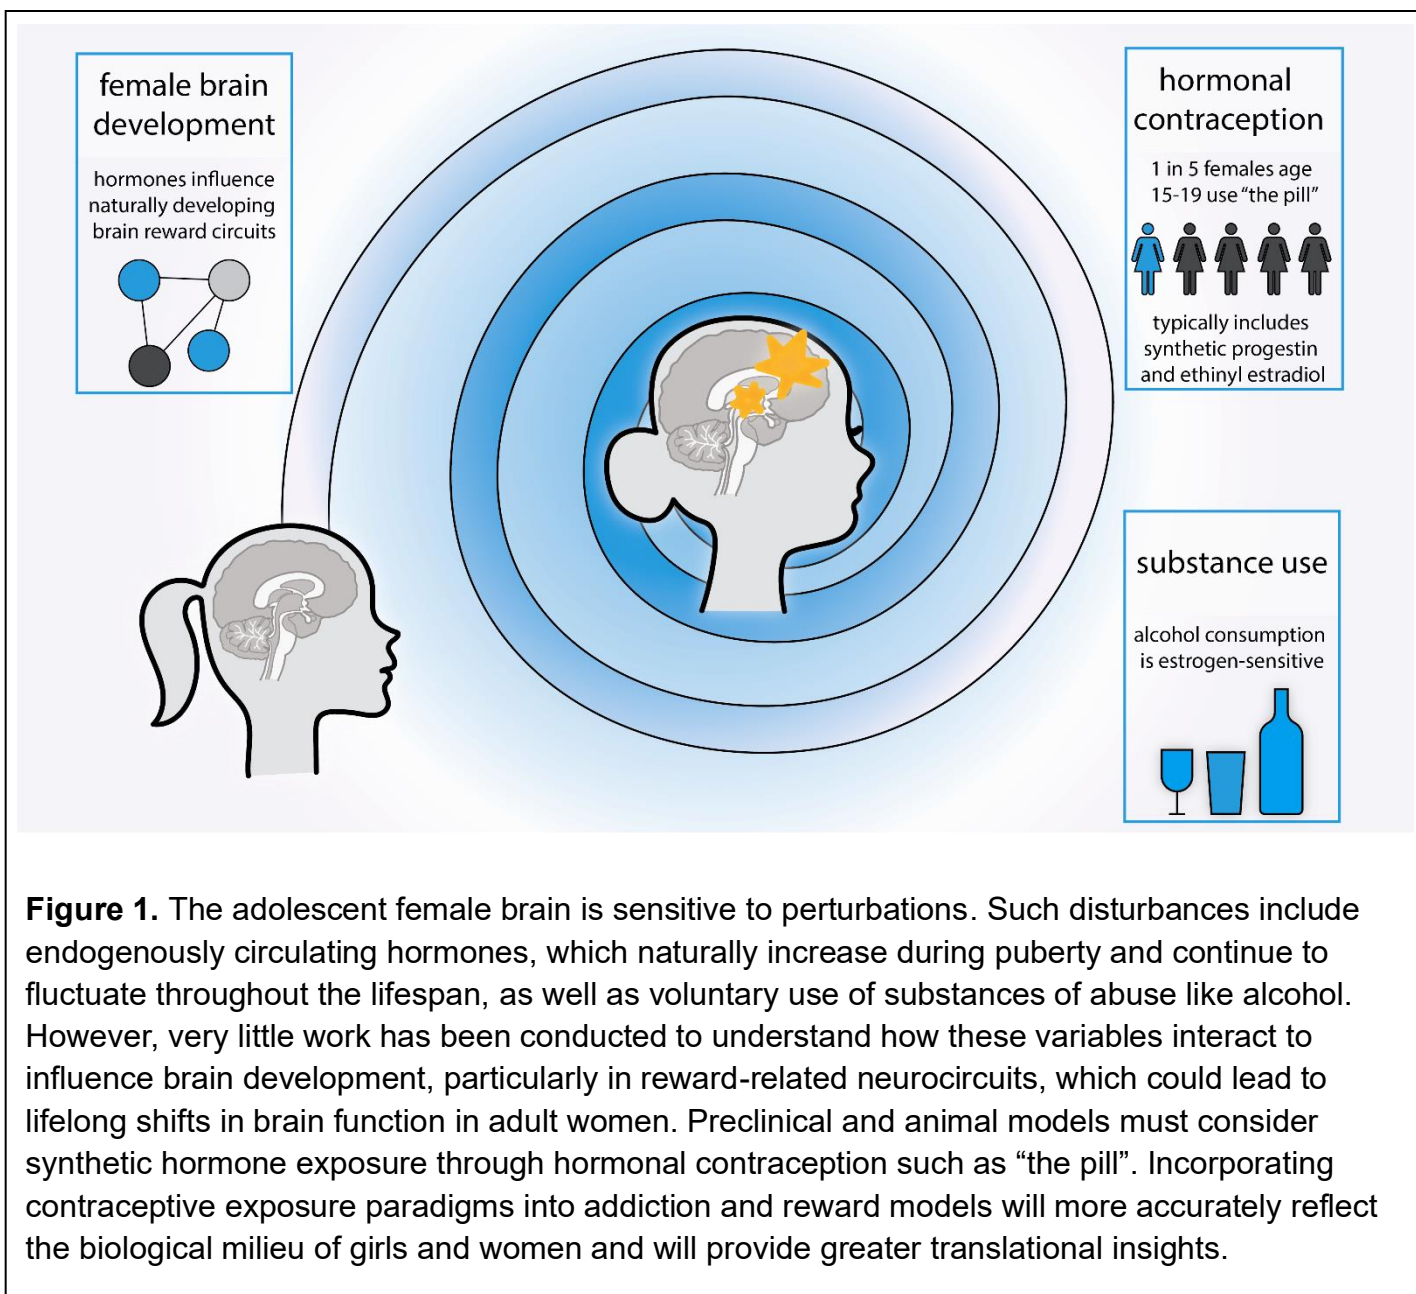 female brain
development
hormones influence
naturally developing
brain reward circuits
hormonal
contraception
1 in 5 females age
15-19 use “the pill”
typically includes
synthetic progestin
and ethinyl estradiol
substance use
alcohol consumption
is estrogen-sensitive
Figure 1. The adolescent female brain is sensitive to perturbations. Such disturbances include
endogenously circulating hormones, which naturally increase during puberty and continue to
fluctuate throughout the lifespan, as well as voluntary use of substances of abuse like alcohol.
However, very little work has been conducted to understand how these variables interact to
influence brain development, particularly in reward-related neurocircuits, which could lead to
lifelong shifts in brain function in adult women. Preclinical and animal models must consider
synthetic hormone exposure through hormonal contraception such as “the pill”. Incorporating
contraceptive exposure paradigms into addiction and reward models will more accurately reflect
the biological milieu of girls and women and will provide greater translational insights.